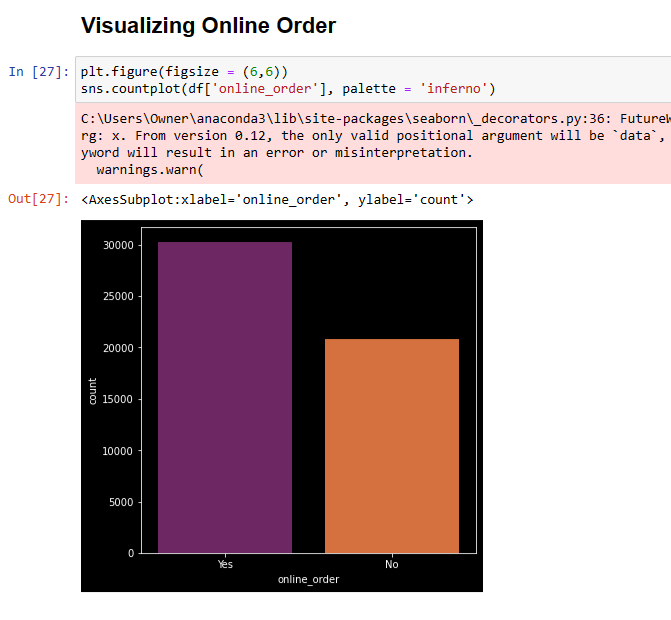 Visualizing Online Order
In [27]:
plt.figure(figsize = (6,6))
sns.countplot(df['online_order'], palette = 'inferno')
C:\Users\Owner\anaconda3\lib\site-packages\seaborn\_decorators.py:36: Future
rg: x. From version 0.12, the only valid positional argument will be `data`,
yword will result in an error or misinterpretation.
warnings.warn(
Out[27]:
<AxesSubplot:xlabel='online_order', ylabel='count'>
30000
25000
20000
15000
10000
5000
0
count
Yes
No
online_order